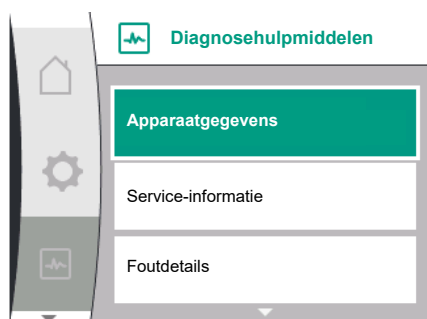 Diagnosehulpmiddelen
Apparaatgegevens
Service-informatie
Foutdetails